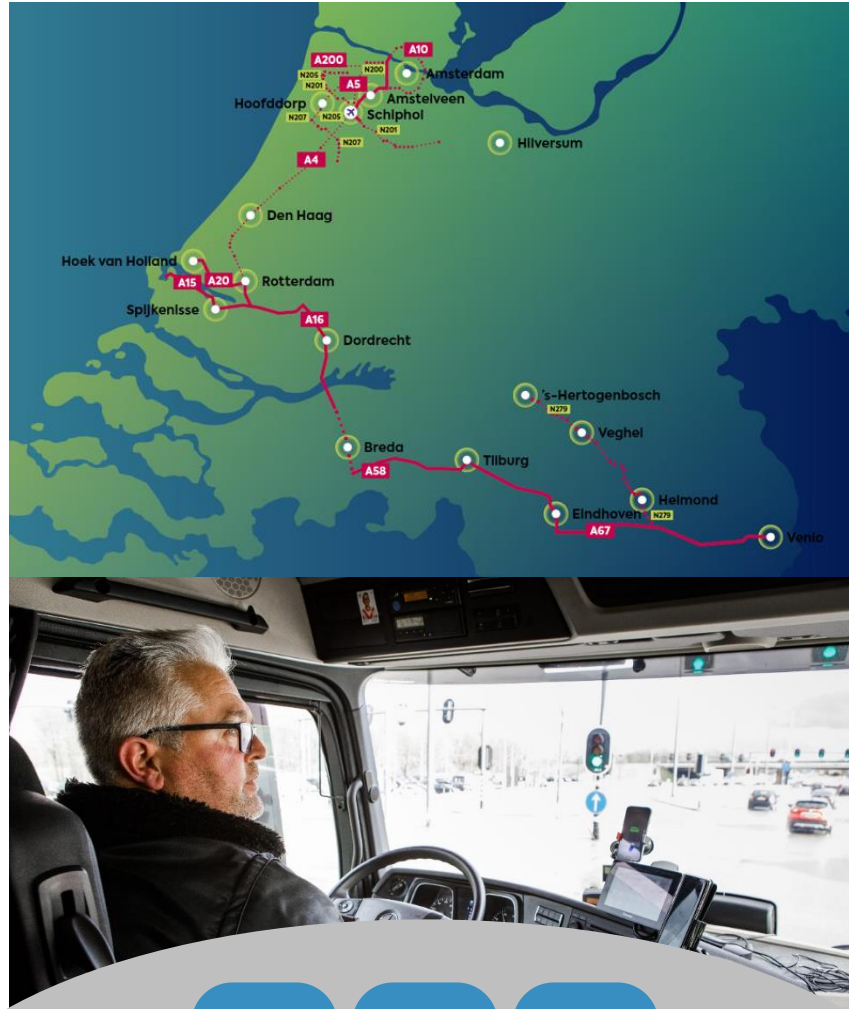 A10
A200
N205
N200
Amsterdam
N201
A5
Amstelveen
Hoofddorp
Schiphol
N207
N205
N201
N207
Hilversum
A4
Den Haag
Hoek van Holland
A15
A20
Rotterdam
Spijkenisse
A16
Dordrecht
's-Hertogenbosch
N279
Veghel
Breda
A58
Tilburg
Helmond
Eindhoven
N279
A67
Venlo